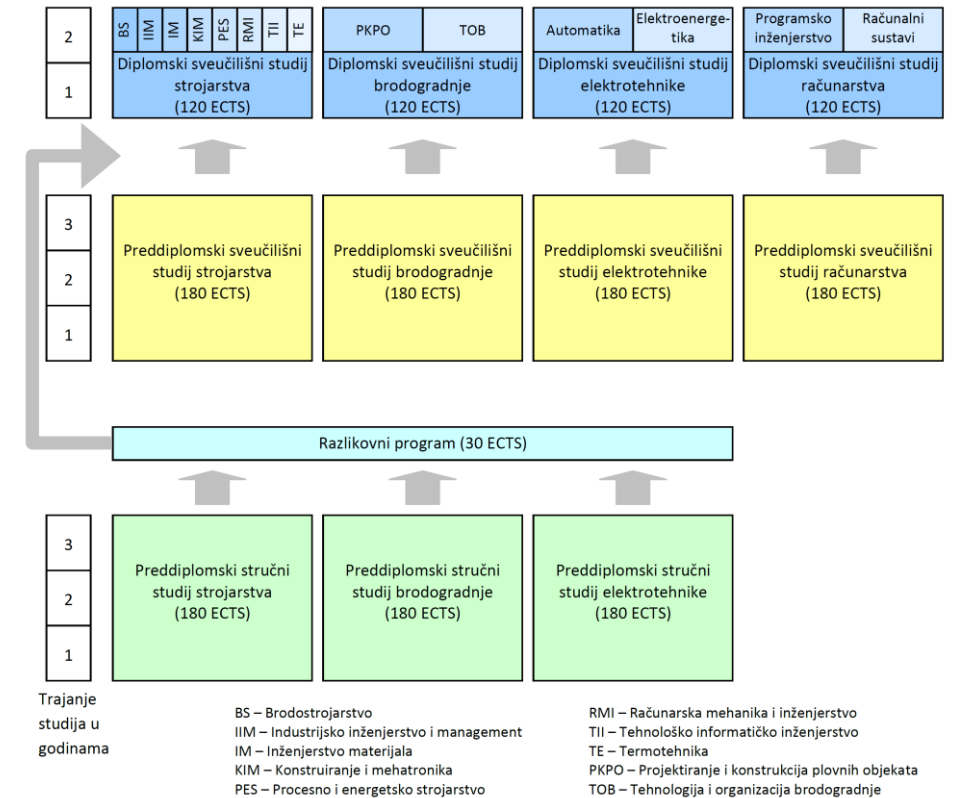 2
BS
IIM
IM
KIM
PES
RMI
TII
TE
PKPO
TOB
Automatika
Elektroenerge-
tika
Programsko
inženjerstvo
Računalni
sustavi
1
Diplomski sveučilišni studij
strojarstva
(120 ECTS)
Diplomski sveučilišni studij
brodogradnje
(120 ECTS)
Diplomski sveučilišni studij
elektrotehnike
(120 ECTS)
Diplomski sveučilišni studij
računarstva
(120 ECTS)
3
2
1
Preddiplomski sveučilišni
studij strojarstva
(180 ECTS)
Preddiplomski sveučilišni
studij brodogradnje
(180 ECTS)
Preddiplomski sveučilišni
studij elektrotehnike
(180 ECTS)
Preddiplomski sveučilišni
studij računarstva
(180 ECTS)
Razlikovni program (30 ECTS)
3
2
1
Preddiplomski stručni
studij strojarstva
(180 ECTS)
Preddiplomski stručni
studij brodogradnje
(180 ECTS)
Preddiplomski stručni
studij elektrotehnike
(180 ECTS)
Trajanje
studija u
godinama
BS – Brodostrojarstvo
IIM – Industrijsko inženjerstvo i management
IM – Inženjerstvo materijala
KIM – Konstruiranje i mehatronika
PES – Procesno i energetsko strojarstvo
RMI – Računarska mehanika i inženjerstvo
TII – Tehnološko informatičko inženjerstvo
TE – Termotehnika
PKPO – Projektiranje i konstrukcija plovnih objekata
TOB – Tehnologija i organizacija brodogradnje